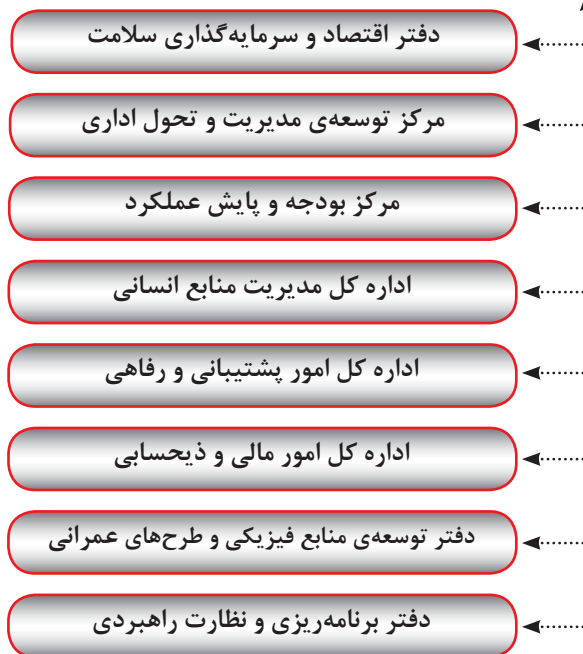 دفتر اقتصاد و سرمایه‌گذاری سلامت
مرکز توسعه‌ی مدیریت و تحول اداری
مرکز بودجه و پایش عملکرد
اداره کل مدیریت منابع انسانی
اداره کل امور پشتیبانی و رفاهی
اداره کل امور مالی و ذیحسابی
دفتر توسعه‌ی منابع فیزیکی و طرح‌های عمرانی
دفتر برنامه‌ریزی و نظارت راهبردی